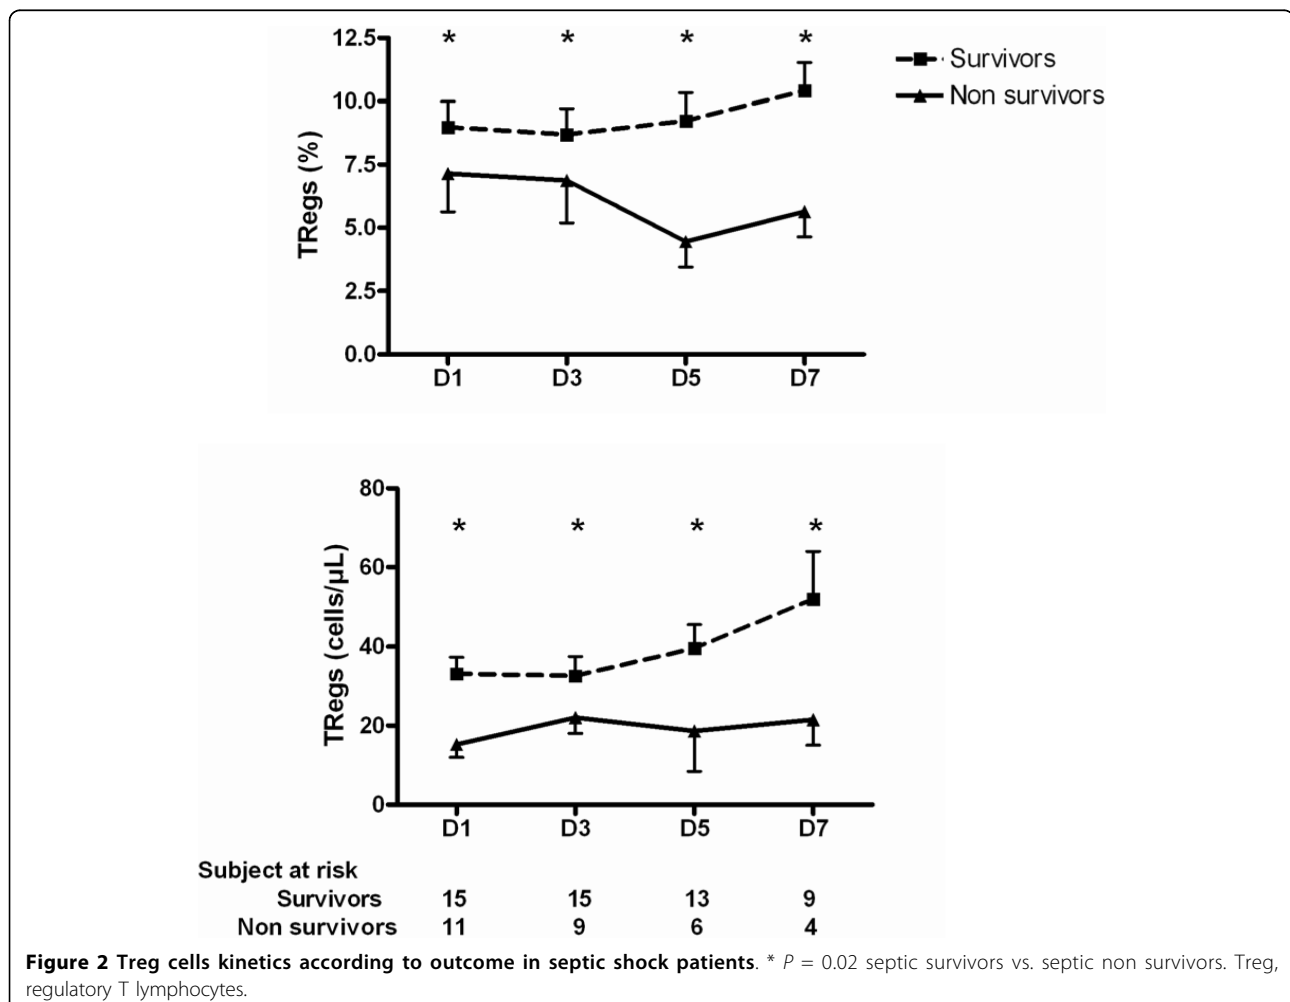 12.5
* * * *
Survivors
Non survivors
10.0
7.5
5.0
2.5
0.0
TRegs (%)
D1 D3 D5 D7
80
* * * *
60
40
20
0
TRegs (cells/µL)
D1 D3 D5 D7
Subject at risk
Survivors 15 15 13 9
Non survivors 11 9 6 4
Figure 2 Treg cells kinetics according to outcome in septic shock patients. * P = 0.02 septic survivors vs. septic non survivors. Treg,
regulatory T lymphocytes.